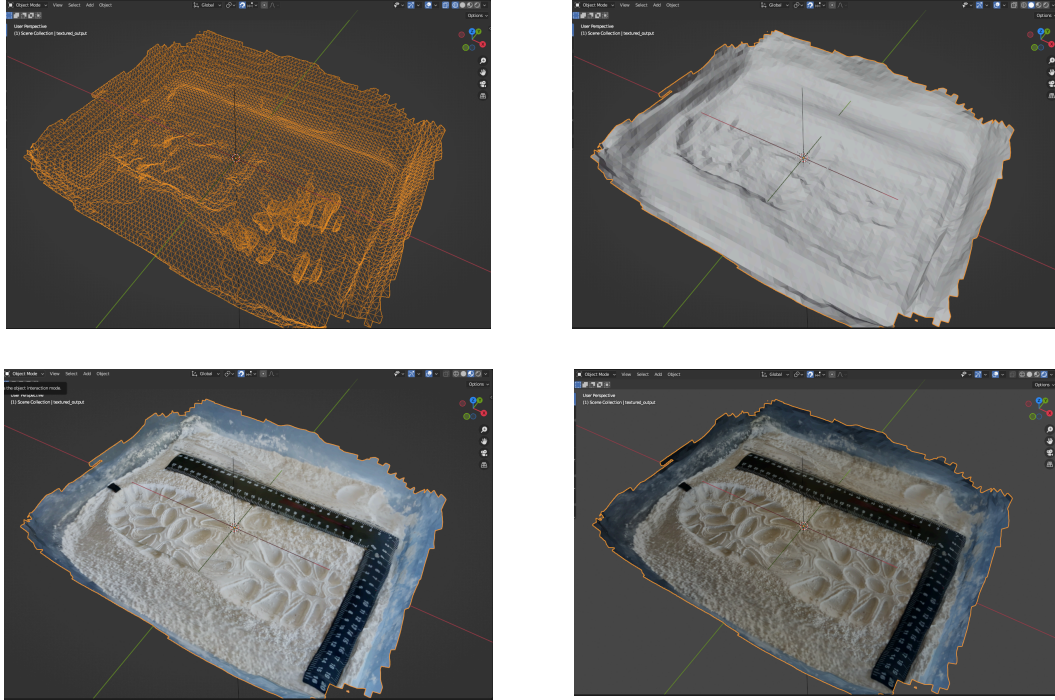 Object Mode View Select Add Object Global
Options
User Perspective
(1) Scene Collection | textured_output
Object Mode View Select Add Object Global
Options
User Perspective
(1) Scene Collection | textured_output
Object Mode View Select Add Object Global
the object interaction mode.
Options
User Perspective
(1) Scene Collection | textured_output
Object Mode View Select Add Object Global
Options
User Perspective
(1) Scene Collection | textured_output